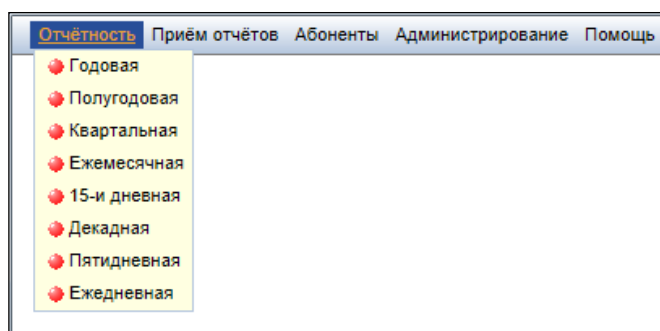 Отчётность Приём отчётов Абоненты Администрирование Помощь
Годовая
Полугодовая
Квартальная
Ежемесячная
15-и дневная
Декадная
Пятидневная
Ежедневная